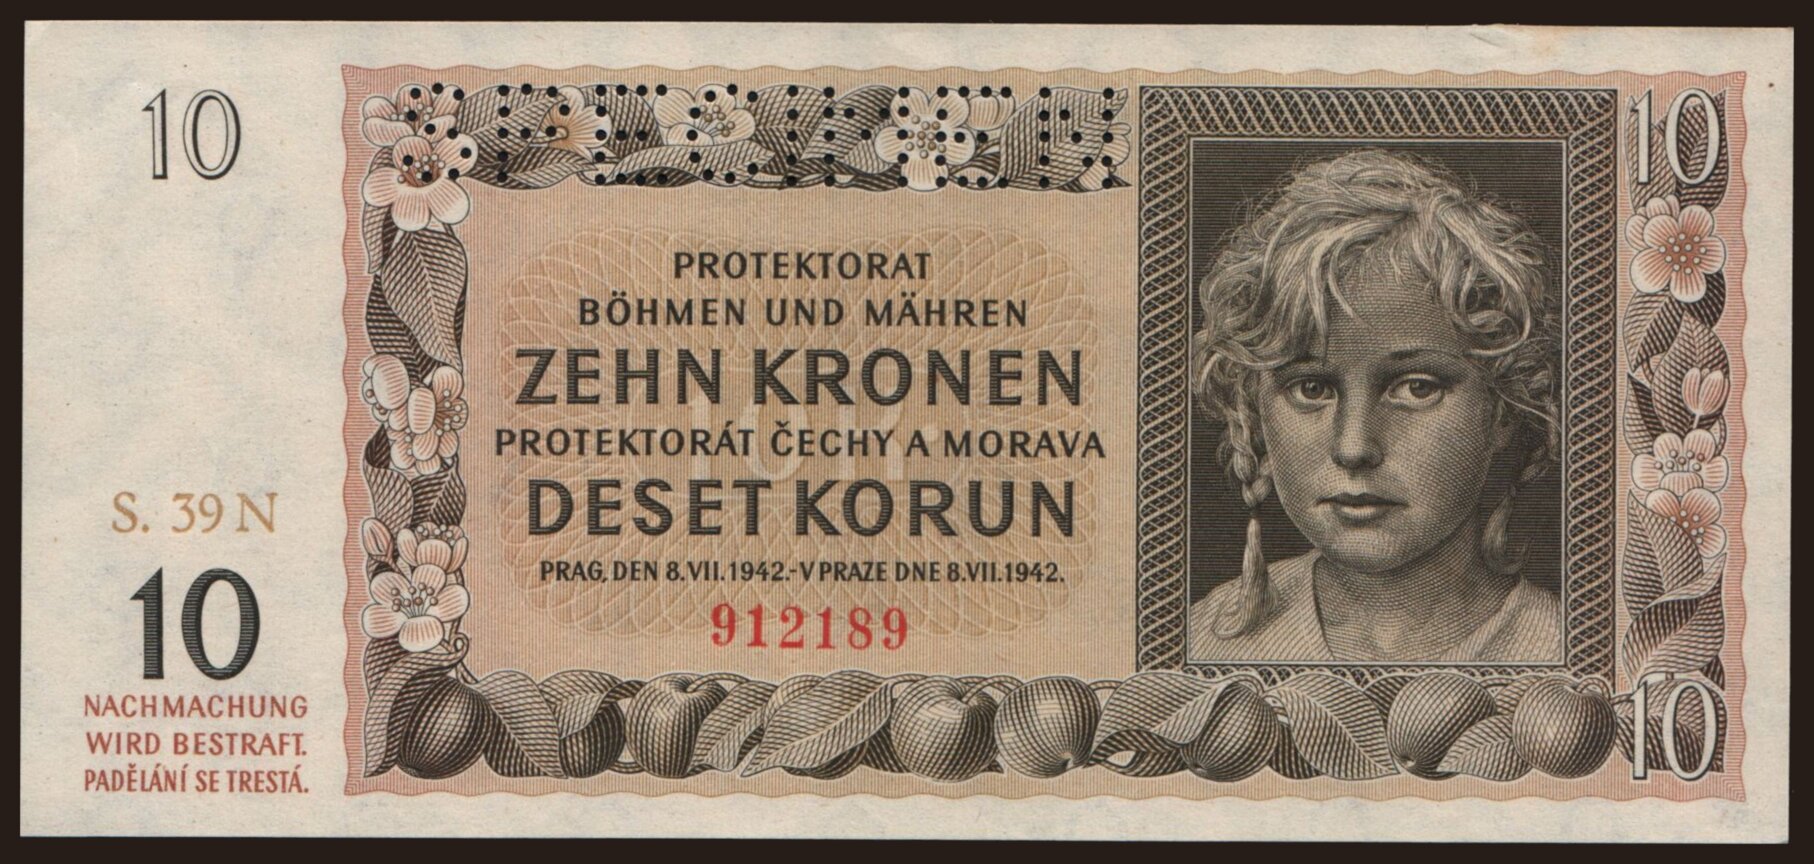 10
SPECIMEN
10
PROTEKTORAT
BÖHMEN UND MÄHREN
ZEHN KRONEN
PROTEKTORÁT ČECHY A MORAVA
DESET KORUN
PRAG, DEN 8.VII.1942.-V PRAZE DNE 8.VII.1942.
912189
S. 39 N
10
NACHMACHUNG
WIRD BESTRAFT.
PADĚLÁNÍ SE TRESTÁ.
10